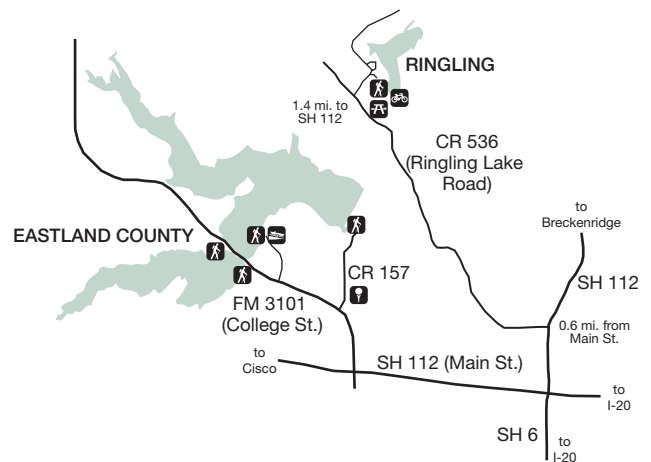 RINGLING
1.4 mi. to
SH 112
CR 536
(Ringling Lake
Road)
to
Breckenridge
EASTLAND COUNTY
CR 157
SH 112
FM 3101
(College St.)
0.6 mi. from
Main St.
to
Cisco
SH 112 (Main St.)
to
I-20
SH 6
to
I-20